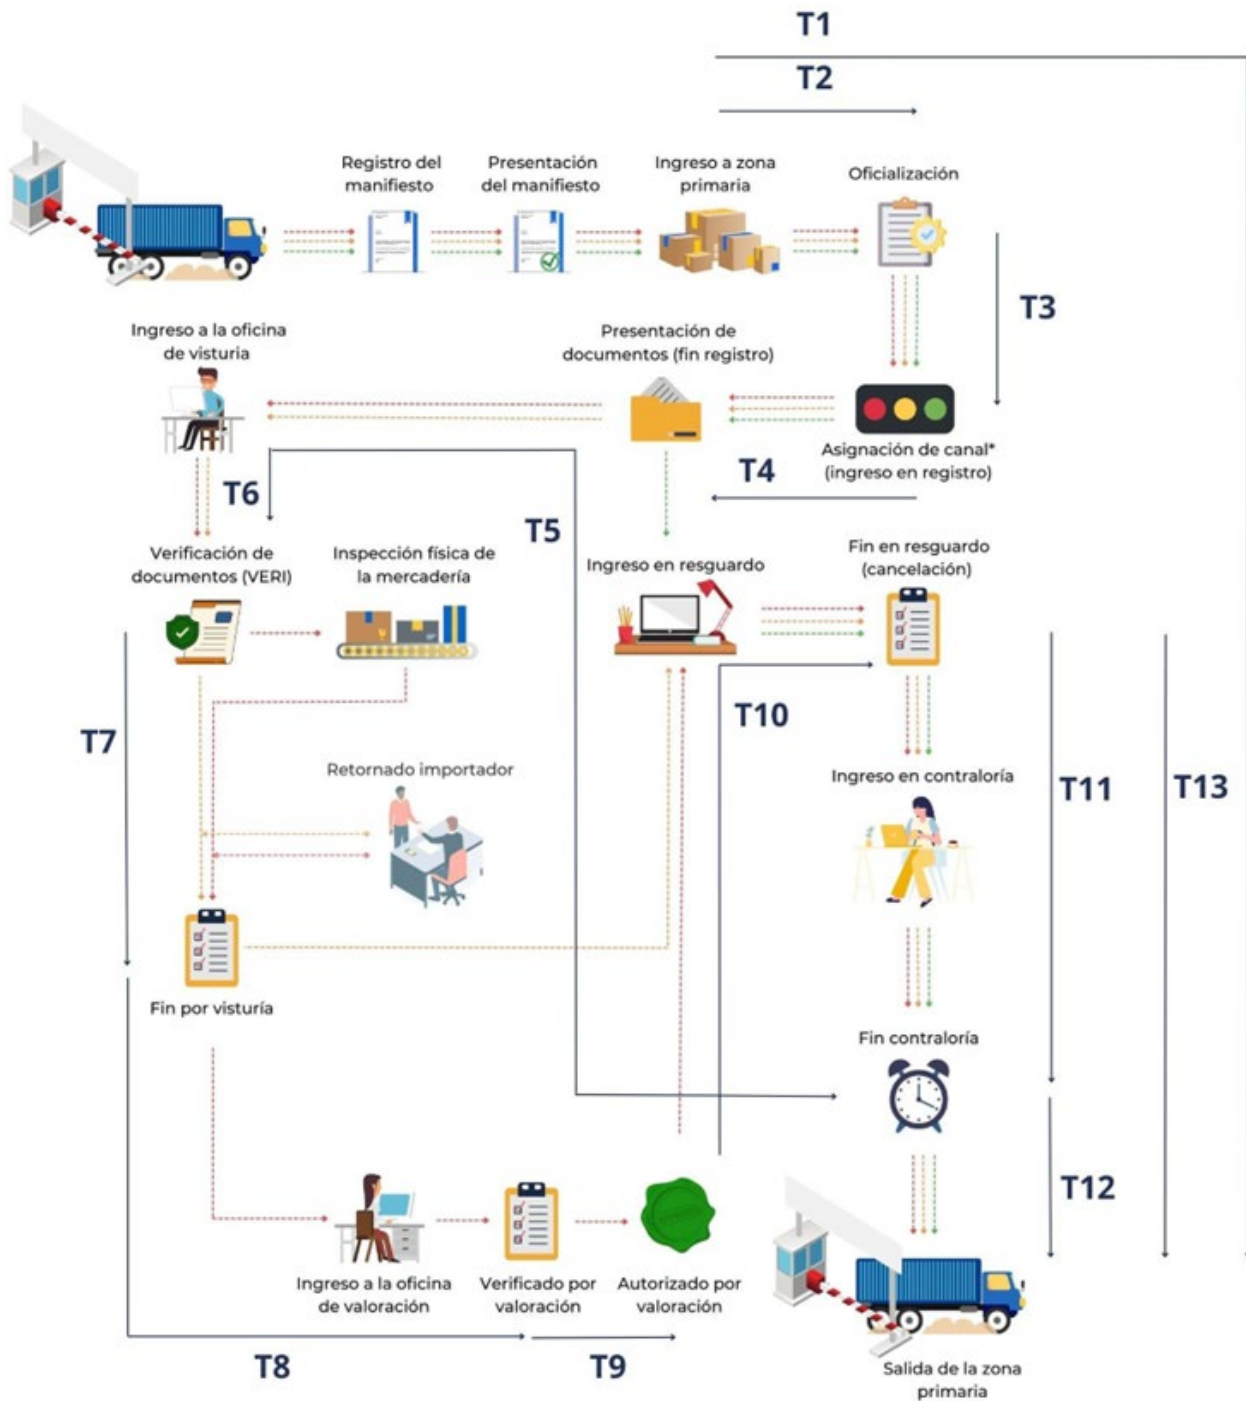 T1
T2
Registro del
manifiesto
Presentación
del manifiesto
Ingreso a zona
primaria
Oficialización
T3
Ingreso a la oficina
de visturia
Presentación de
documentos (fin registro)
Asignación de canal*
(ingreso en registro)
T4
T6
T5
Verificación de
documentos (VERI)
Inspección física de
la mercadería
Ingreso en resguardo
Fin en resguardo
(cancelación)
T7
T10
Retornado importador
Ingreso en contraloría
T11
T13
Fin por visturía
Fin contraloría
T12
Ingreso a la oficina
de valoración
Verificado por
valoración
Autorizado por
valoración
T8
T9
Salida de la zona
primaria